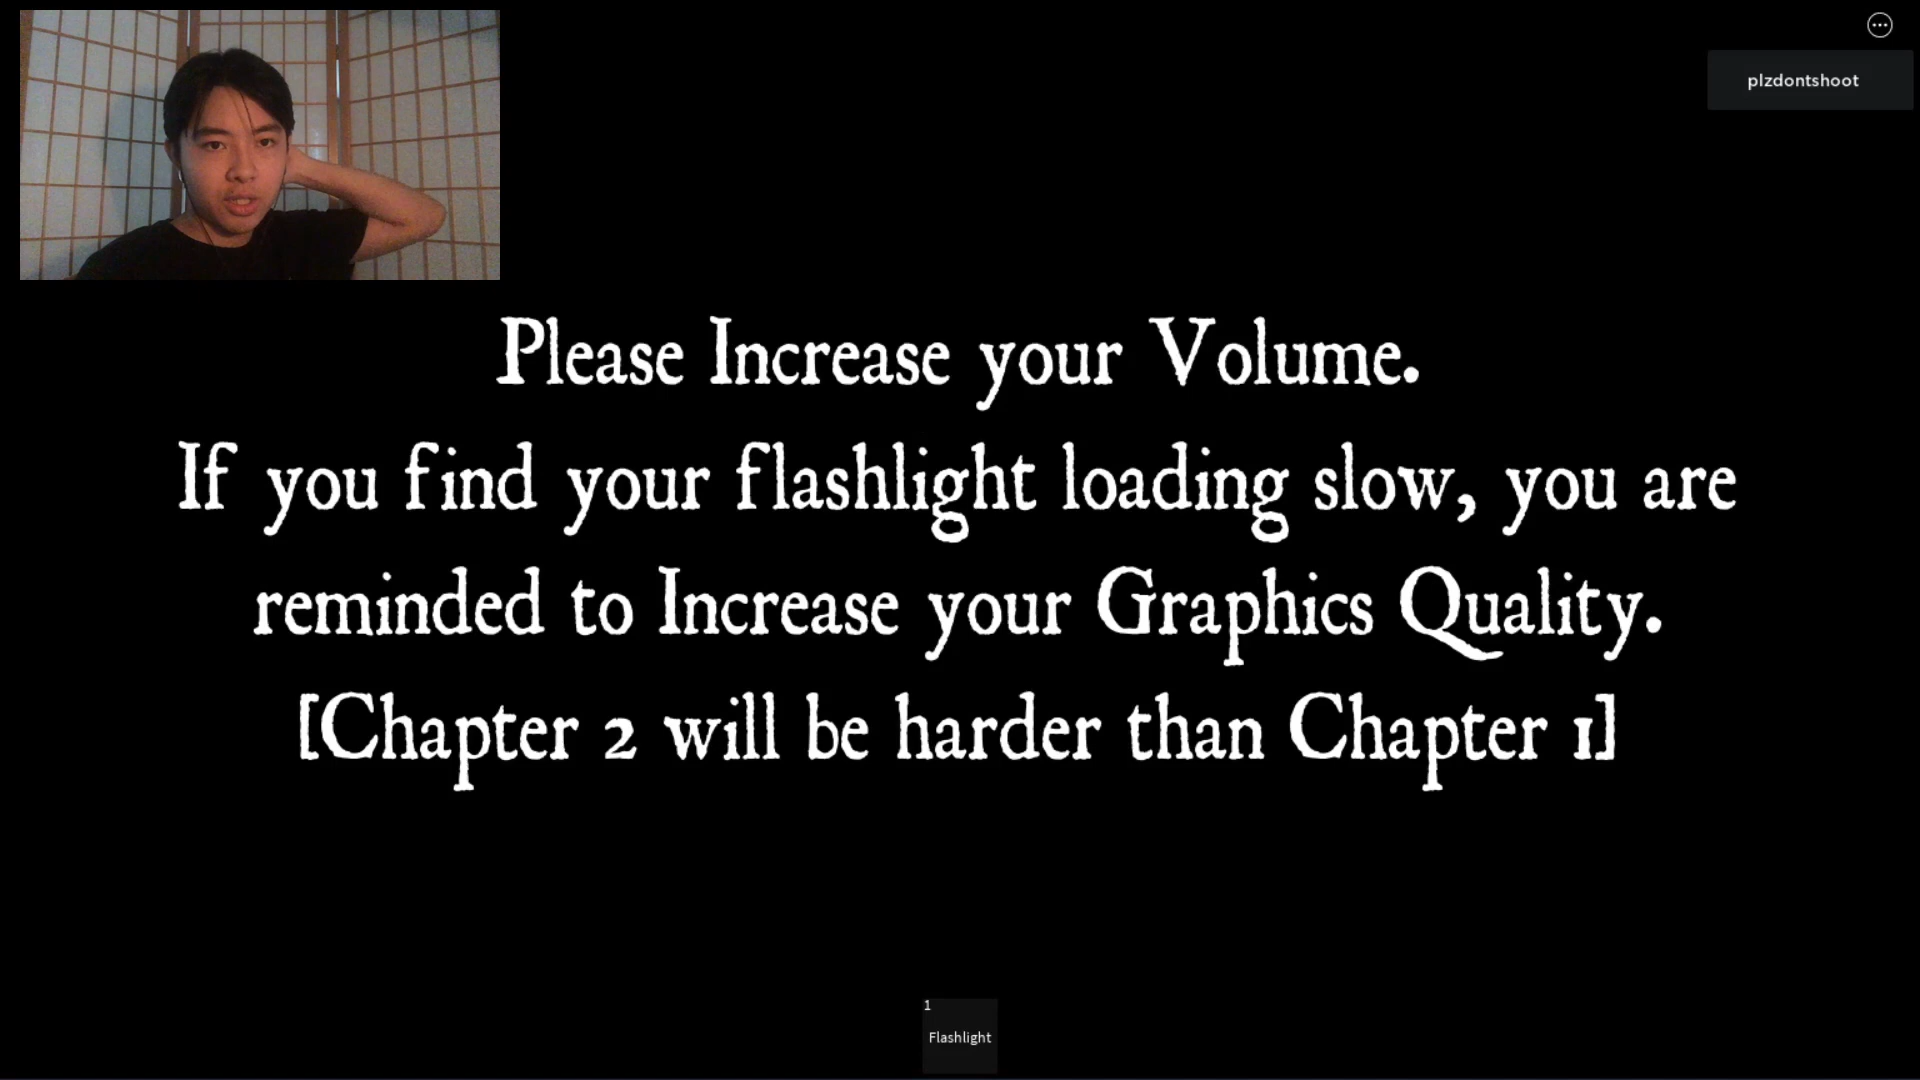 plzdontshoot
Please Increase your Volume.
If you find your flashlight loading slow, you are
reminded to Increase your Graphics Quality.
[Chapter 2 will be harder than Chapter 1]
1
Flashlight